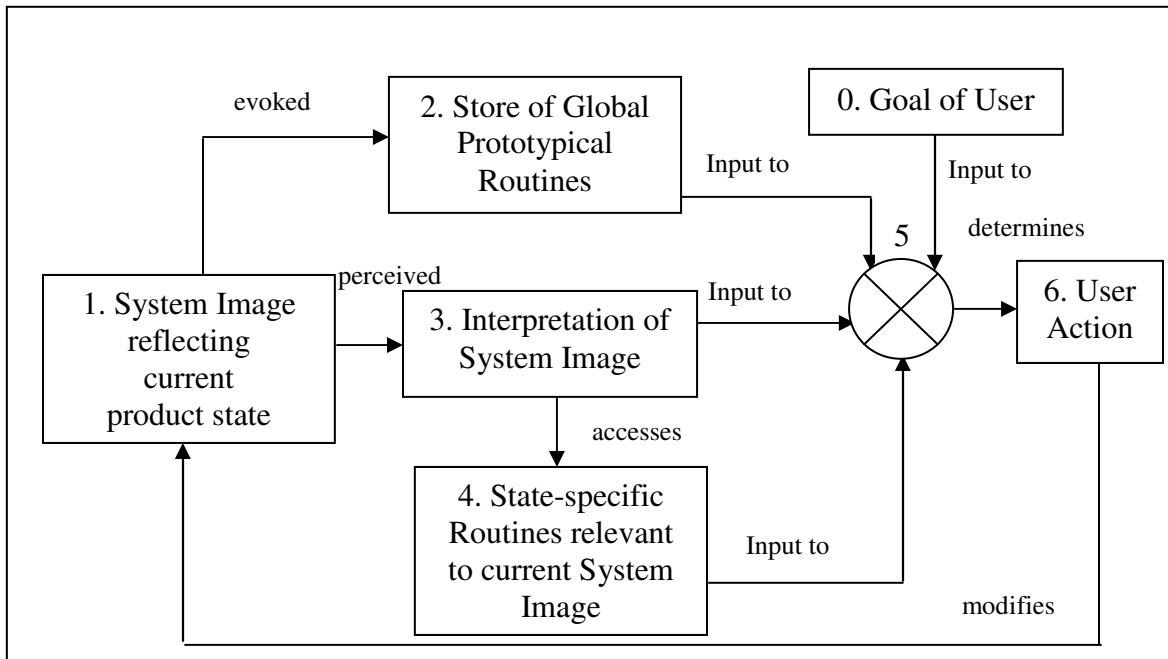 evoked
2. Store of Global
Prototypical
Routines
0. Goal of User
Input to
Input to
5
determines
1. System Image
reflecting
current
product state
perceived
3. Interpretation of
System Image
Input to
6. User
Action
accesses
4. State-specific
Routines relevant
to current System
Image
Input to
modifies